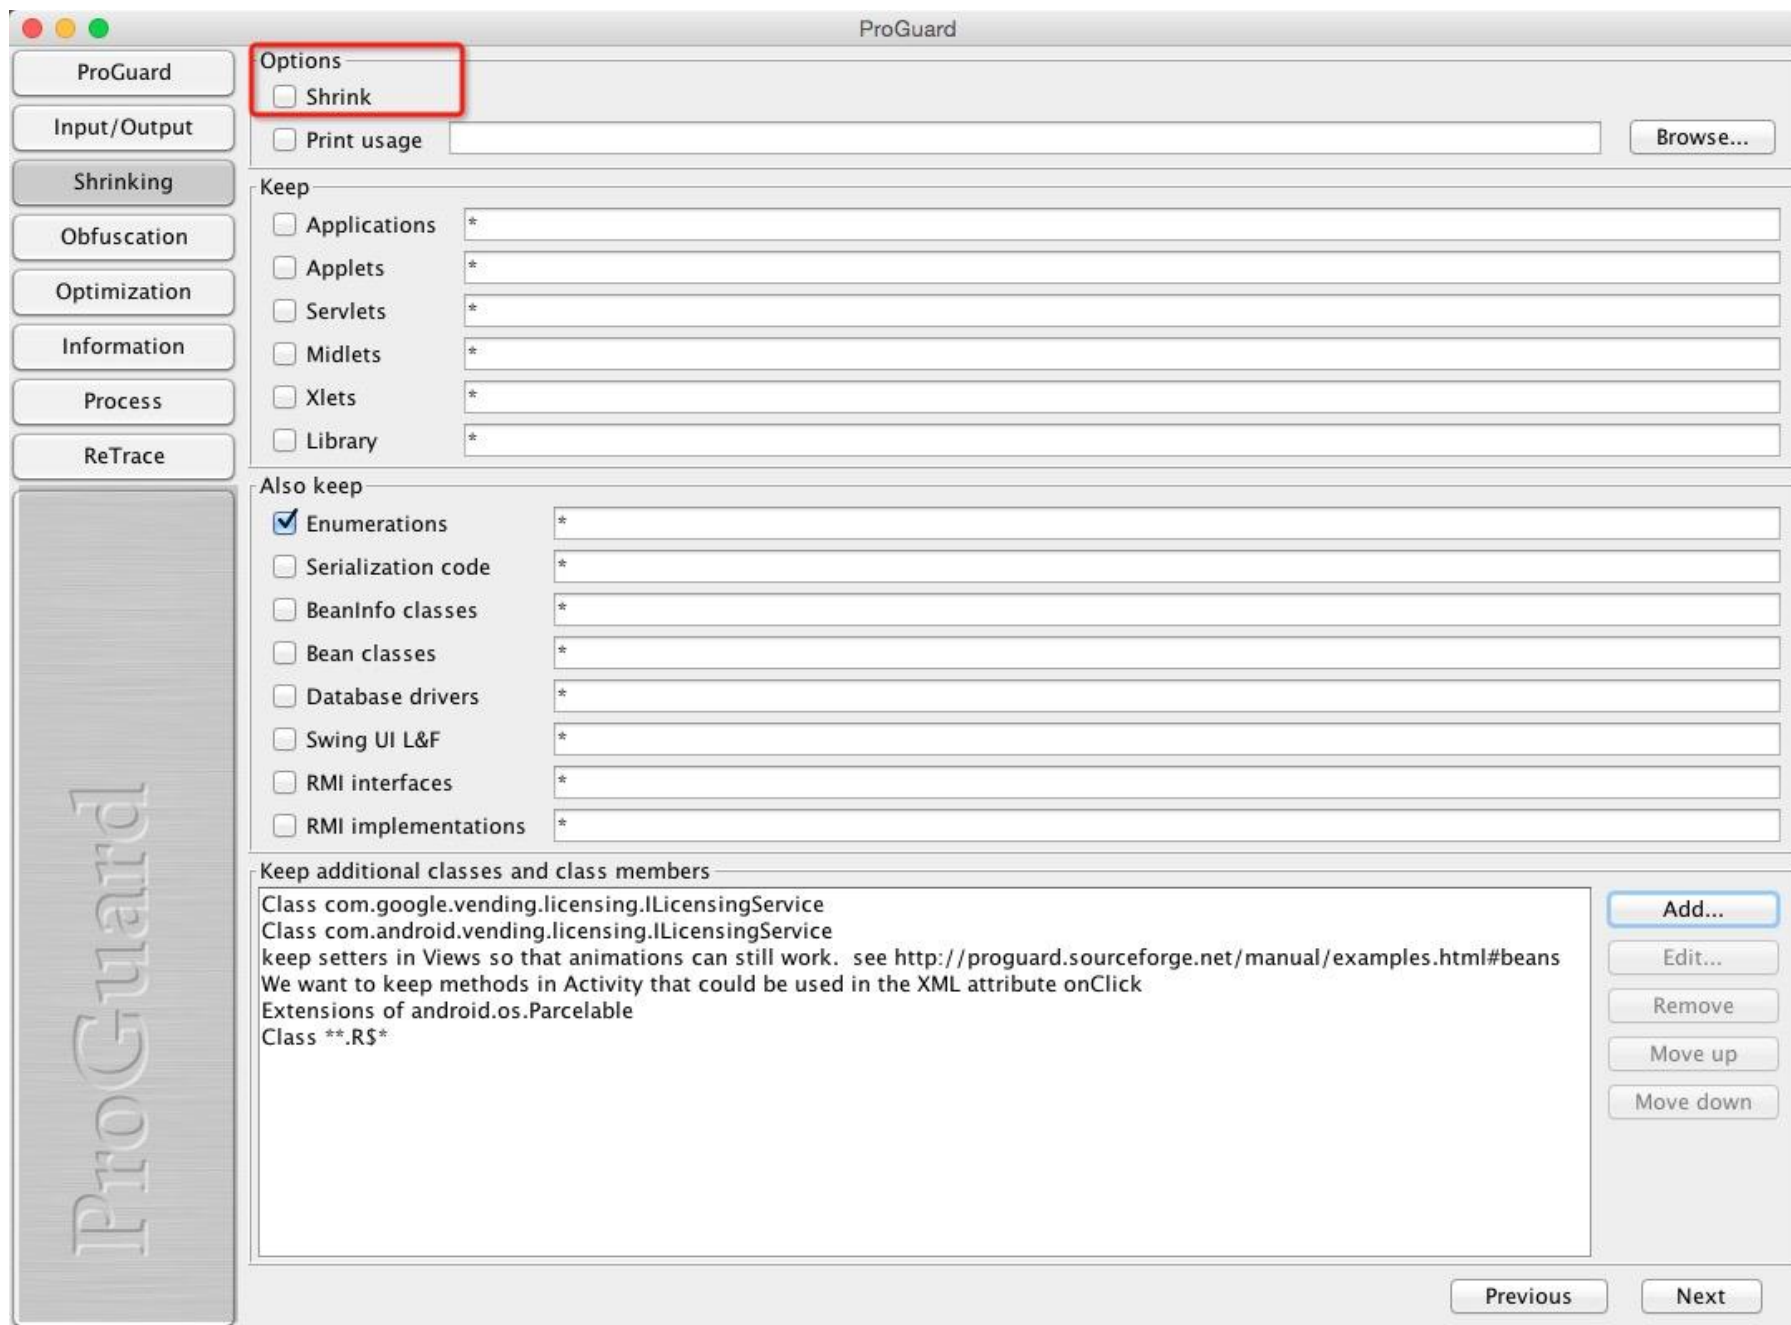 ProGuard
ProGuard
Input/Output
Shrinking
Obfuscation
Optimization
Information
Process
ReTrace
ProGuard
Options
Shrink
Print usage
Browse...
Keep
Applications *
Applets *
Servlets *
Midlets *
Xlets *
Library *
Also keep
Enumerations *
Serialization code *
BeanInfo classes *
Bean classes *
Database drivers *
Swing UI L&F *
RMI interfaces *
RMI implementations *
Keep additional classes and class members
Class com.google.vending.licensing.ILicensingService
Class com.android.vending.licensing.ILicensingService
keep setters in Views so that animations can still work.  see http://proguard.sourceforge.net/manual/examples.html#beans
We want to keep methods in Activity that could be used in the XML attribute onClick
Extensions of android.os.Parcelable
Class **.R$*
Add...
Edit...
Remove
Move up
Move down
Previous
Next